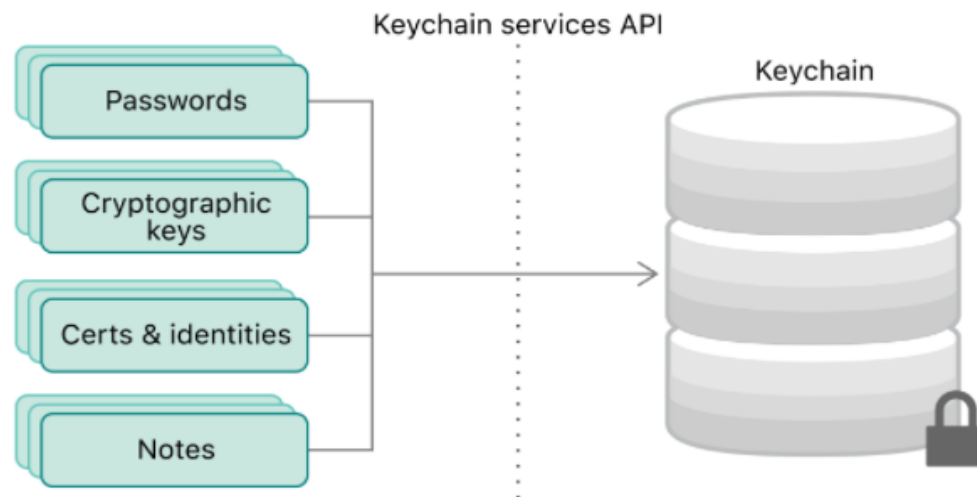 Keychain services API
Keychain
Passwords
Cryptographic
keys
Certs & identities
Notes